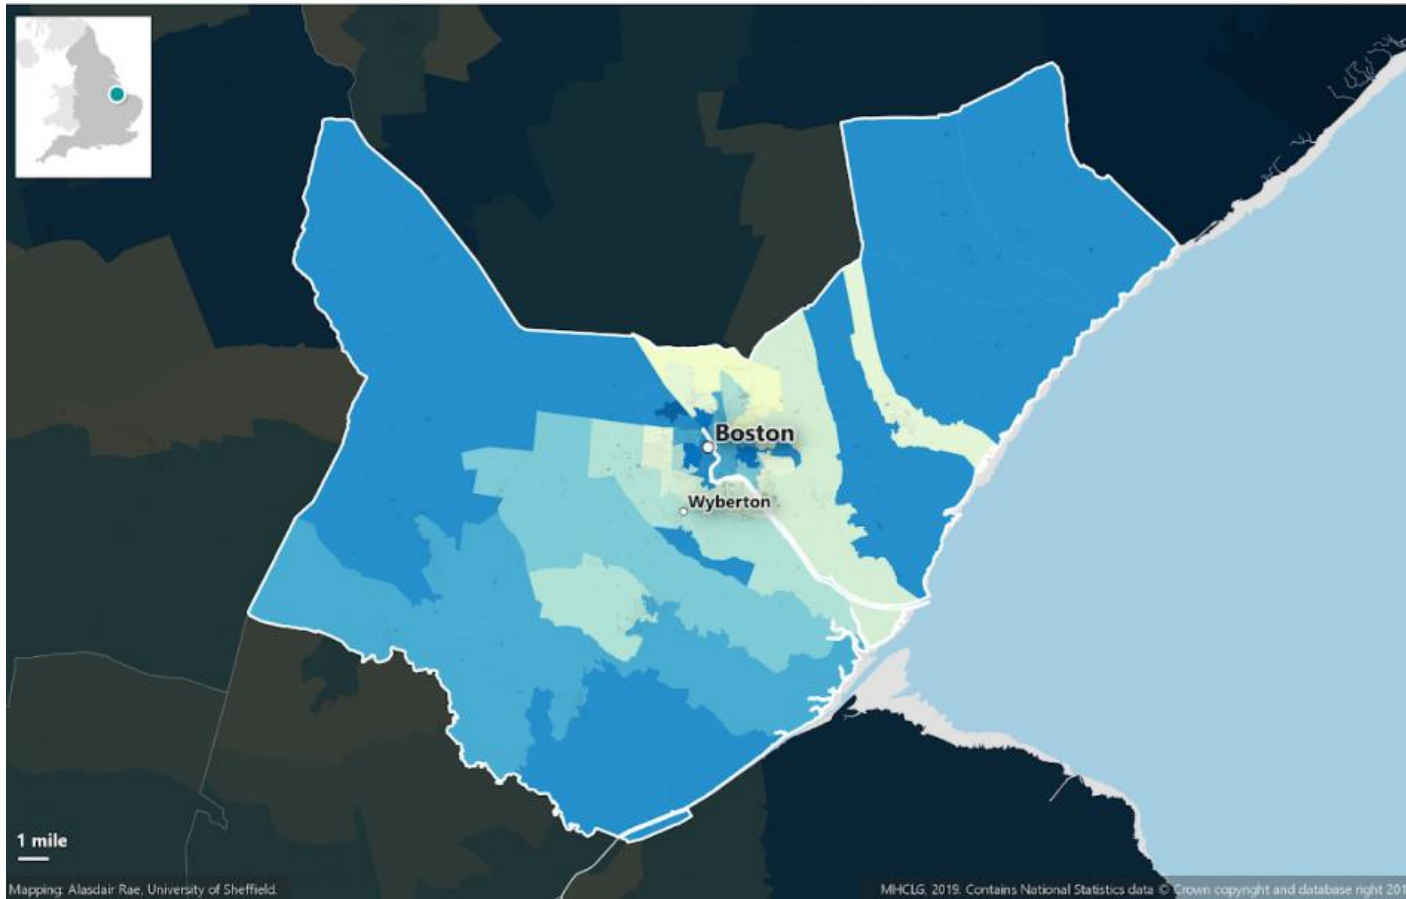 Boston
Wyberton
1 mile
Mapping: Alasdair Rae, University of Sheffield.
MHCLG, 2019. Contains National Statistics data © Crown copyright and database right 201